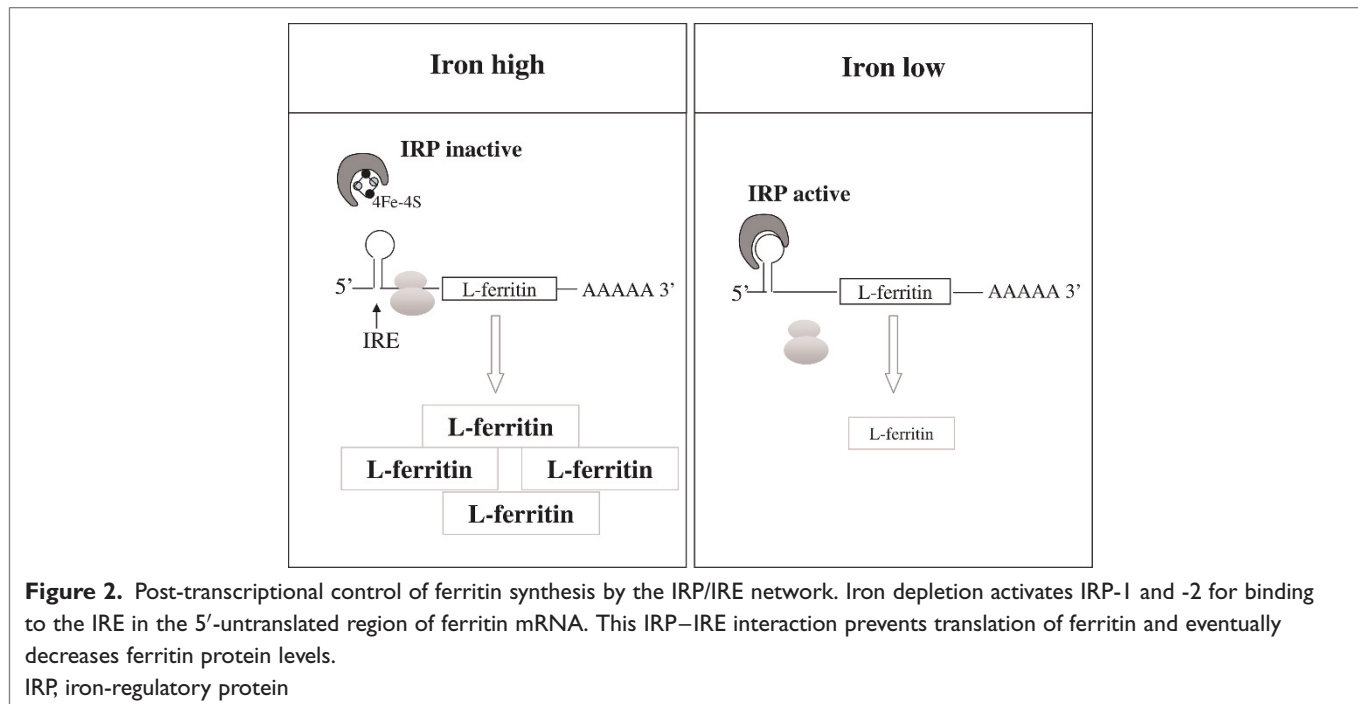 Iron high
Iron low
IRP inactive
4Fe-4S
5’
L-ferritin
AAAAA 3’
IRE
L-ferritin
L-ferritin
L-ferritin
L-ferritin
IRP active
5’
L-ferritin
AAAAA 3’
L-ferritin
Figure 2. Post-transcriptional control of ferritin synthesis by the IRP/IRE network. Iron depletion activates IRP-1 and -2 for binding
to the IRE in the 5′-untranslated region of ferritin mRNA. This IRP–IRE interaction prevents translation of ferritin and eventually
decreases ferritin protein levels.
IRP, iron-regulatory protein